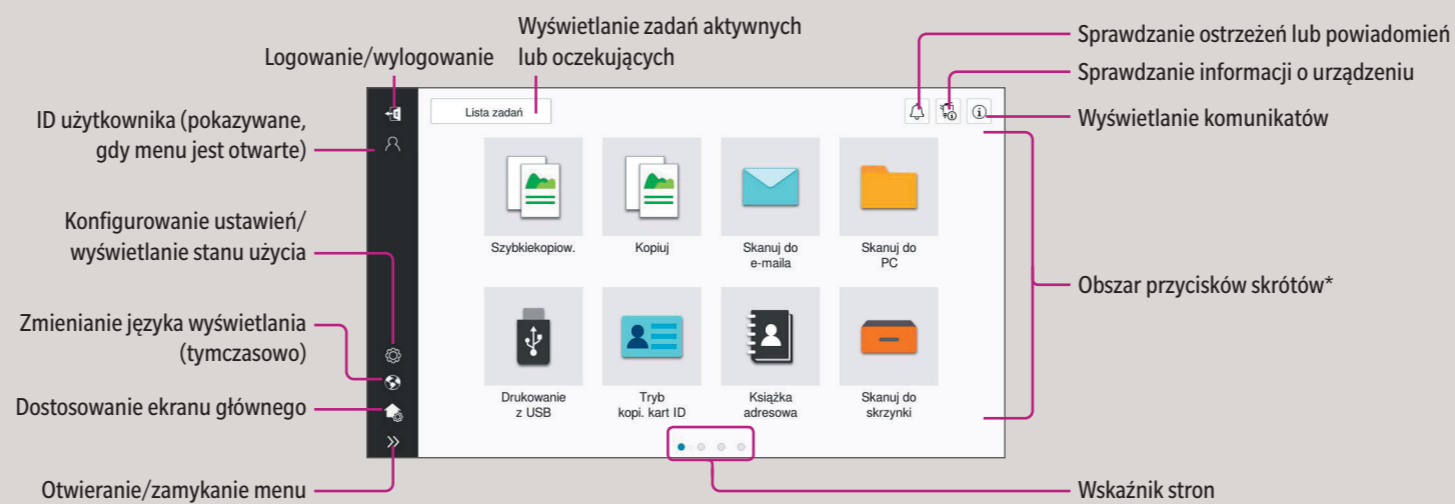 Wyświetlanie zadań aktywnych
lub oczekujących
Logowanie/wylogowanie
ID użytkownika (pokazywane,
gdy menu jest otwarte)
Konfigurowanie ustawień/
wyświetlanie stanu użycia
Zmienianie języka wyświetlania
(tymczasowo)
Dostosowanie ekranu głównego
Otwieranie/zamykanie menu
Lista zadań
Szybkiekopiow.
Kopiuj
Skanuj do
e-maila
Skanuj do
PC
Drukowanie
z USB
Tryb
kopi. kart ID
Książka
adresowa
Skanuj do
skrzynki
Sprawdzanie ostrzeżeń lub powiadomień
Sprawdzanie informacji o urządzeniu
Wyświetlanie komunikatów
Obszar przycisków skrótów*
Wskaźnik stron